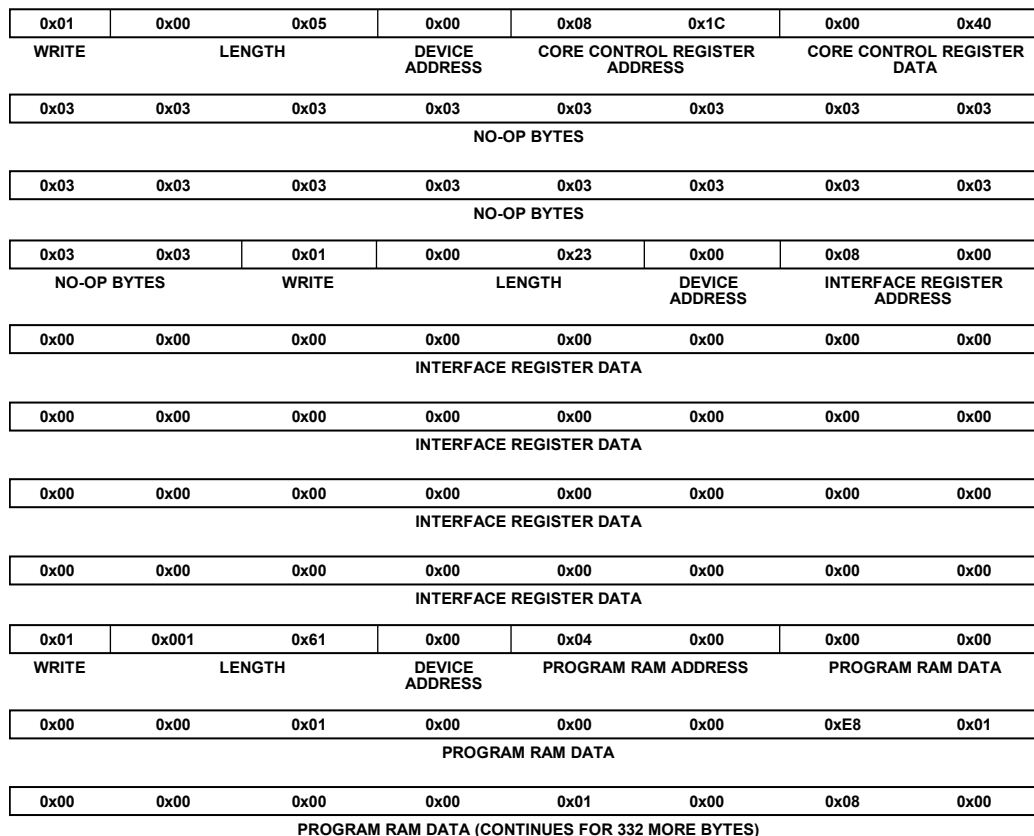 0x01 0x00 0x05 0x00 0x08 0x1C 0x00 0x40
WRITE LENGTH DEVICE ADDRESS CORE CONTROL REGISTER ADDRESS CORE CONTROL REGISTER DATA
0x03 0x03 0x03 0x03 0x03 0x03 0x03 0x03
NO-OP BYTES
0x03 0x03 0x03 0x03 0x03 0x03 0x03 0x03
NO-OP BYTES
0x03 0x03 0x01 0x00 0x23 0x00 0x08 0x00
NO-OP BYTES WRITE LENGTH DEVICE ADDRESS INTERFACE REGISTER ADDRESS
0x00 0x00 0x00 0x00 0x00 0x00 0x00 0x00
INTERFACE REGISTER DATA
0x00 0x00 0x00 0x00 0x00 0x00 0x00 0x00
INTERFACE REGISTER DATA
0x00 0x00 0x00 0x00 0x00 0x00 0x00 0x00
INTERFACE REGISTER DATA
0x00 0x00 0x00 0x00 0x00 0x00 0x00 0x00
INTERFACE REGISTER DATA
0x01 0x001 0x61 0x00 0x04 0x00 0x00 0x00
WRITE LENGTH DEVICE ADDRESS PROGRAM RAM ADDRESS PROGRAM RAM DATA
0x00 0x00 0x01 0x00 0x00 0x00 0xE8 0x01
PROGRAM RAM DATA
0x00 0x00 0x00 0x00 0x01 0x00 0x08 0x00
PROGRAM RAM DATA (CONTINUES FOR 332 MORE BYTES)